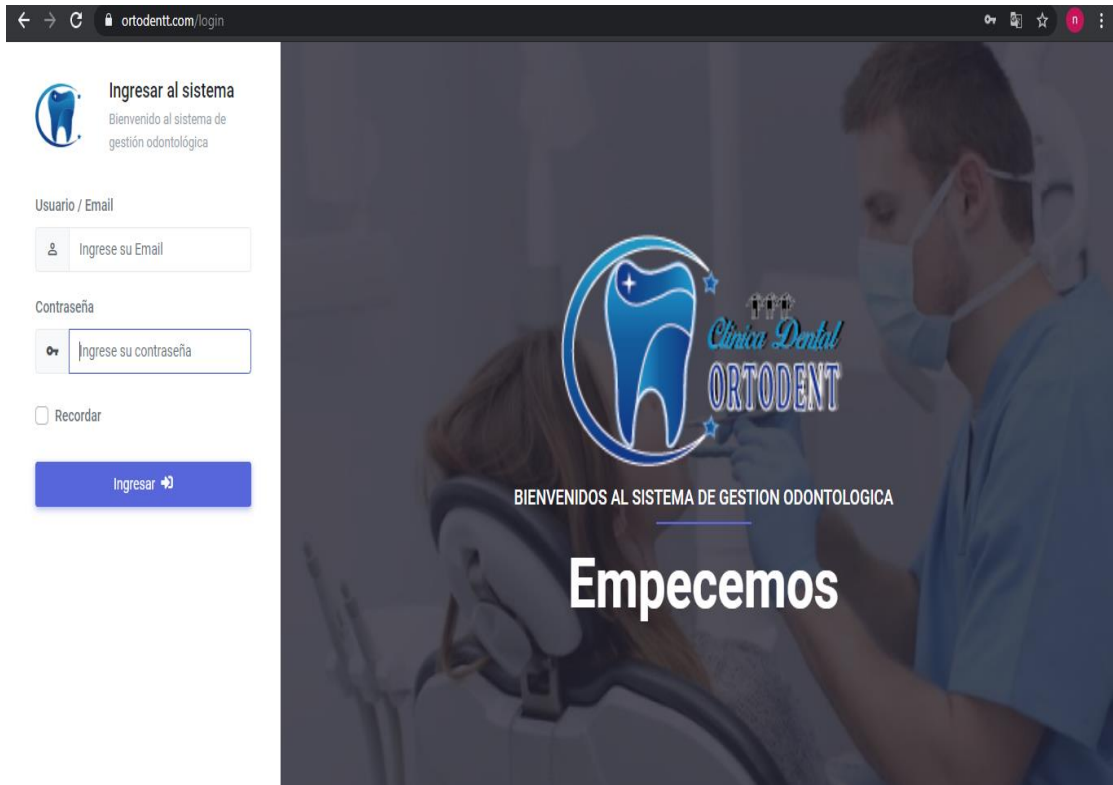 ortodentt.com/login
n
Ingresar al sistema
Bienvenido al sistema de
gestión odontológica
Usuario / Email
Ingrese su Email
Contraseña
Ingrese su contraseña
Recordar
Ingresar
Clinica Dental
ORTODENT
BIENVENIDOS AL SISTEMA DE GESTION ODONTOLOGICA
Empecemos